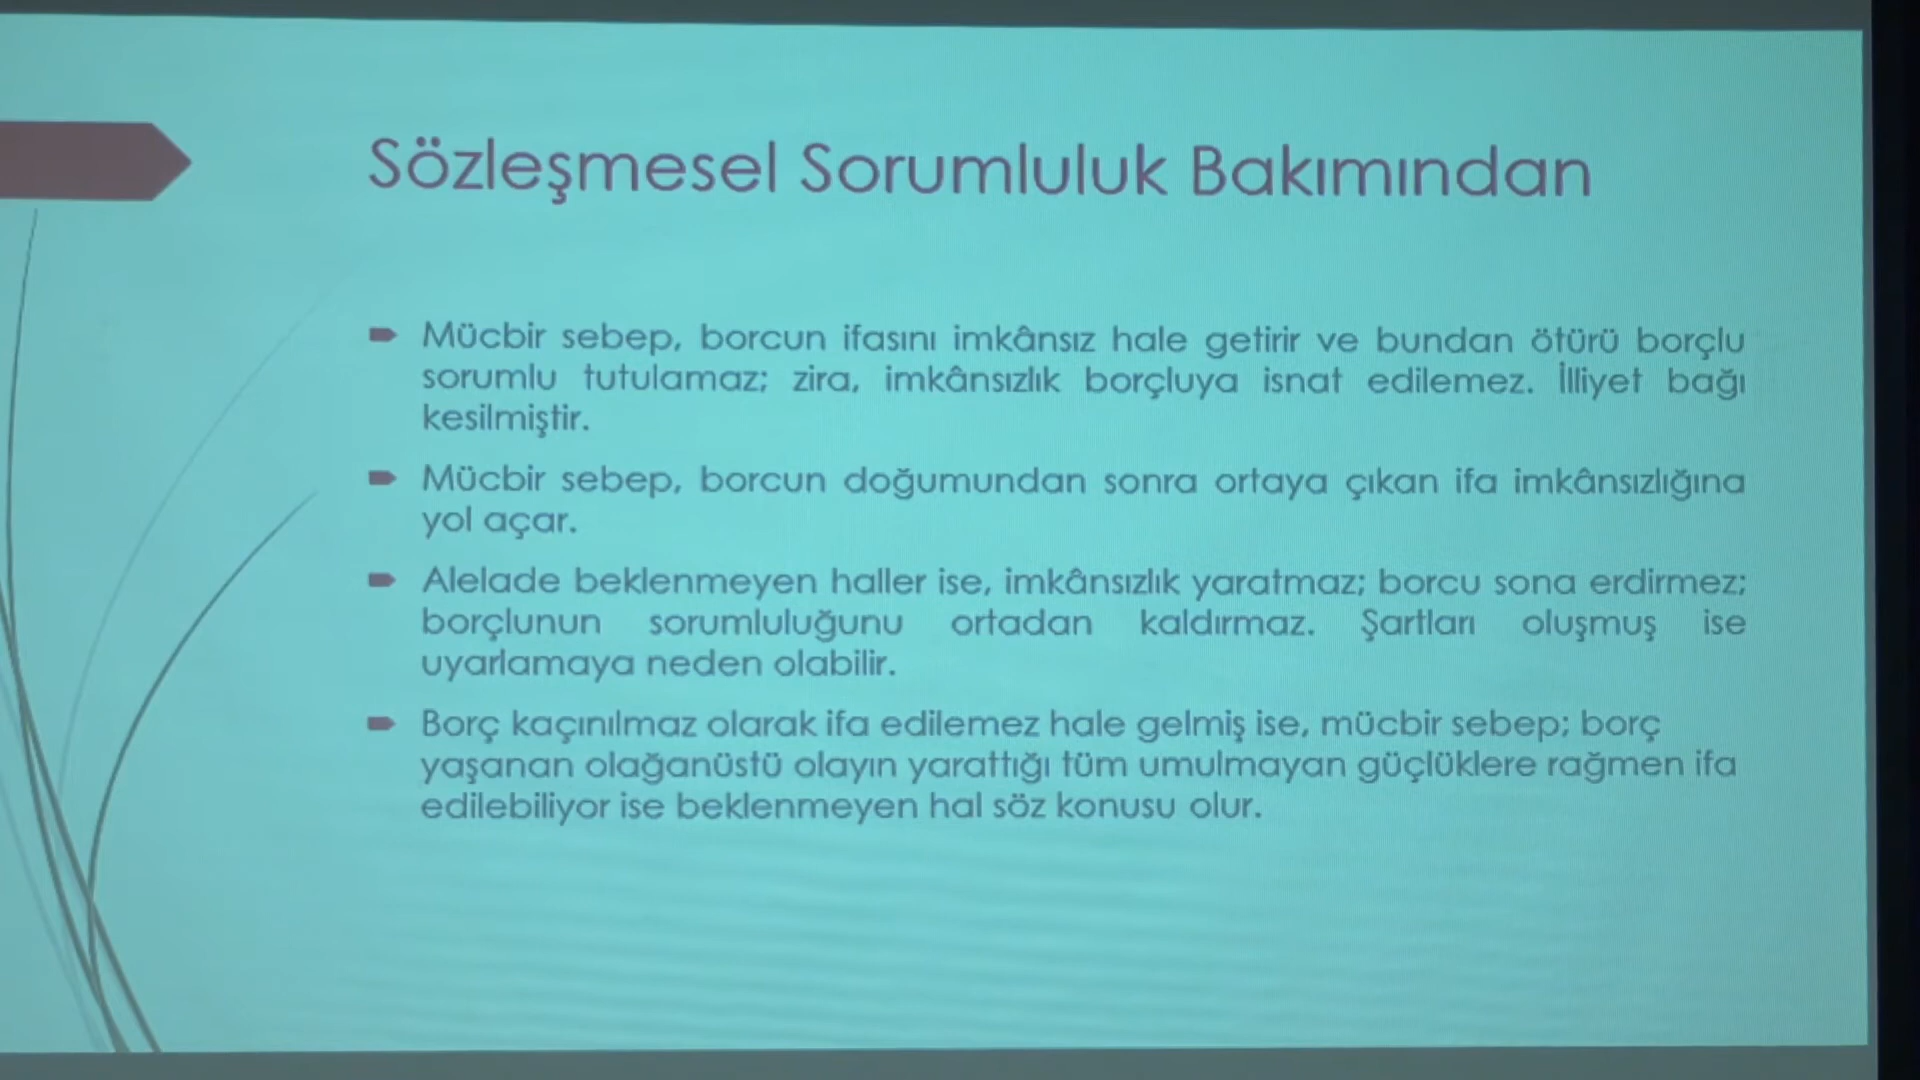 Sözleşmesel Sorumluluk Bakımından
Mücbir sebep, borcun ifasını imkânsız hale getirir ve bundan ötürü borçlu
sorumlu tutulamaz; zira, imkânsızlık borçluya isnat edilemez. İlliyet bağı
kesilmiştir.
Mücbir sebep, borcun doğumundan sonra ortaya çıkan ifa imkânsızlığına
yol açar.
Alelade beklenmeyen haller ise, imkânsızlık yaratmaz; borcu sona erdirmez;
borçlunun sorumluluğunu ortadan kaldırmaz. Şartları oluşmuş ise
uyarlamaya neden olabilir.
Borç kaçınılmaz olarak ifa edilemez hale gelmiş ise, mücbir sebep; borç
yaşanan olağanüstü olayın yarattığı tüm umulmayan güçlüklere rağmen ifa
edilebiliyor ise beklenmeyen hal söz konusu olur.